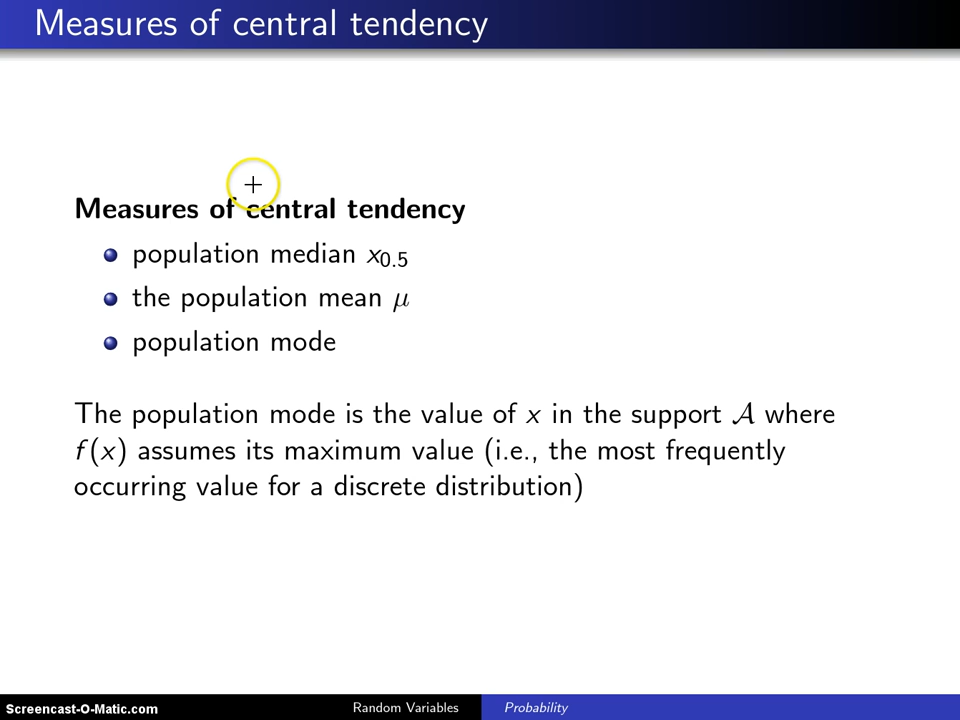 Measures of central tendency
Measures of central tendency
population median x₀.₅
the population mean μ
population mode
The population mode is the value of x in the support 𝒜 where
f(x) assumes its maximum value (i.e., the most frequently
occurring value for a discrete distribution)
Screencast-O-Matic.com
Random Variables
Probability